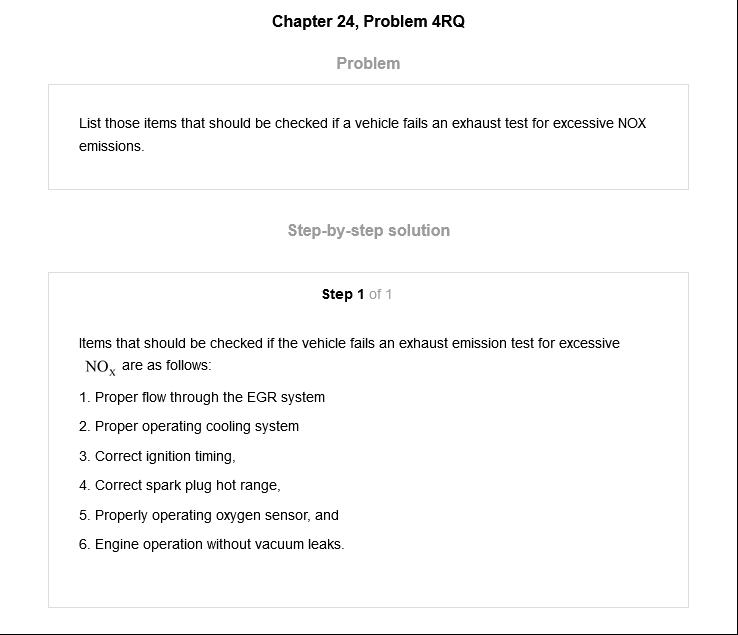 Chapter 24, Problem 4RQ
Problem
List those items that should be checked if a vehicle fails an exhaust test for excessive NOX
emissions.
Step-by-step solution
Step 1 of 1
Items that should be checked if the vehicle fails an exhaust emission test for excessive
NOx are as follows:
1. Proper flow through the EGR system
2. Proper operating cooling system
3. Correct ignition timing,
4. Correct spark plug hot range,
5. Properly operating oxygen sensor, and
6. Engine operation without vacuum leaks.